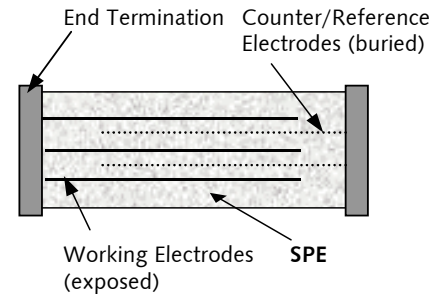 End Termination
Counter/Reference
Electrodes (buried)
Working Electrodes
(exposed)
SPE